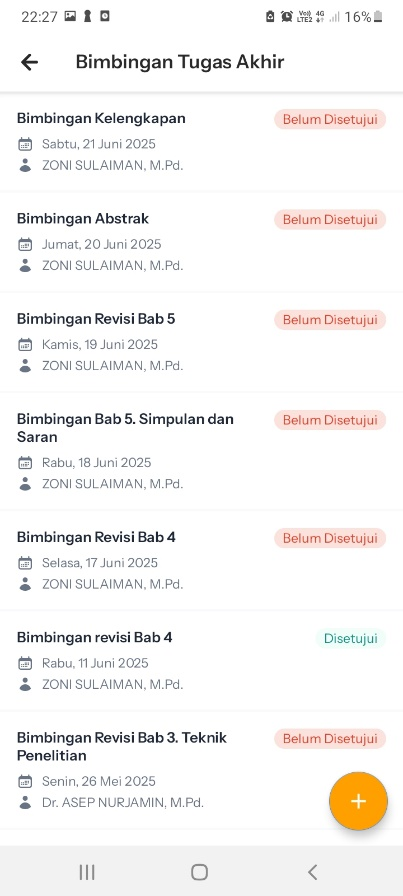 22:27
Vo)) LTE2 4G 16%
Bimbingan Tugas Akhir
Bimbingan Kelengkapan
Belum Disetujui
Sabtu, 21 Juni 2025
ZONI SULAIMAN, M.Pd.
Bimbingan Abstrak
Belum Disetujui
Jumat, 20 Juni 2025
ZONI SULAIMAN, M.Pd.
Bimbingan Revisi Bab 5
Belum Disetujui
Kamis, 19 Juni 2025
ZONI SULAIMAN, M.Pd.
Bimbingan Bab 5. Simpulan dan
Saran
Belum Disetujui
Rabu, 18 Juni 2025
ZONI SULAIMAN, M.Pd.
Bimbingan Revisi Bab 4
Belum Disetujui
Selasa, 17 Juni 2025
ZONI SULAIMAN, M.Pd.
Bimbingan revisi Bab 4
Disetujui
Rabu, 11 Juni 2025
ZONI SULAIMAN, M.Pd.
Bimbingan Revisi Bab 3. Teknik
Penelitian
Belum Disetujui
Senin, 26 Mei 2025
Dr. ASEP NURJAMIN, M.Pd.
+